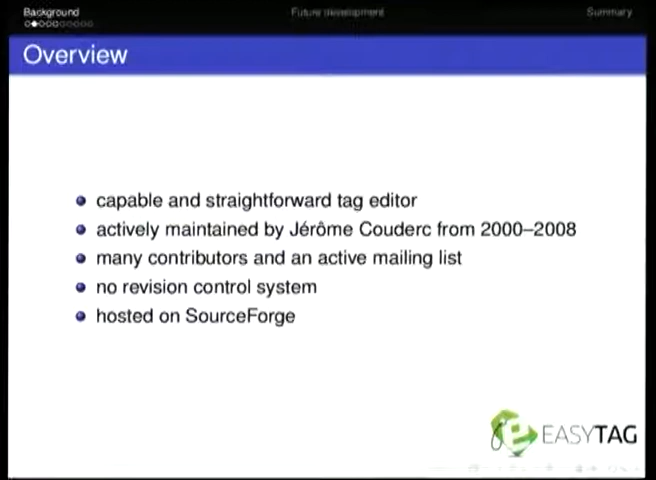 Background
Future development
Summary
Overview
capable and straightforward tag editor
actively maintained by Jérôme Couderc from 2000–2008
many contributors and an active mailing list
no revision control system
hosted on SourceForge
EASYTAG